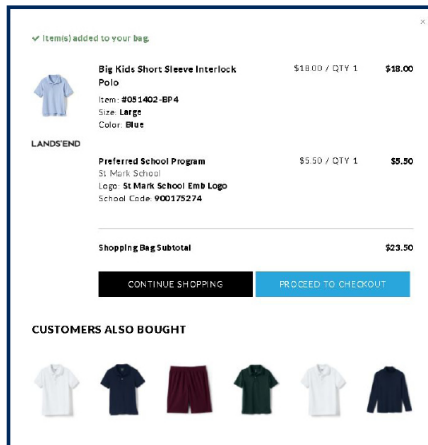 ×
✔ Item(s) added to your bag.
Big Kids Short Sleeve Interlock $18.00 / QTY 1 $18.00
Polo
Item: #051402-BP4
Size: Large
Color: Blue
LANDS'END
Preferred School Program $5.50 / QTY 1 $5.50
St Mark School
Logo: St Mark School Emb Logo
School Code: 900175274
Shopping Bag Subtotal $23.50
CONTINUE SHOPPING PROCEED TO CHECKOUT
CUSTOMERS ALSO BOUGHT